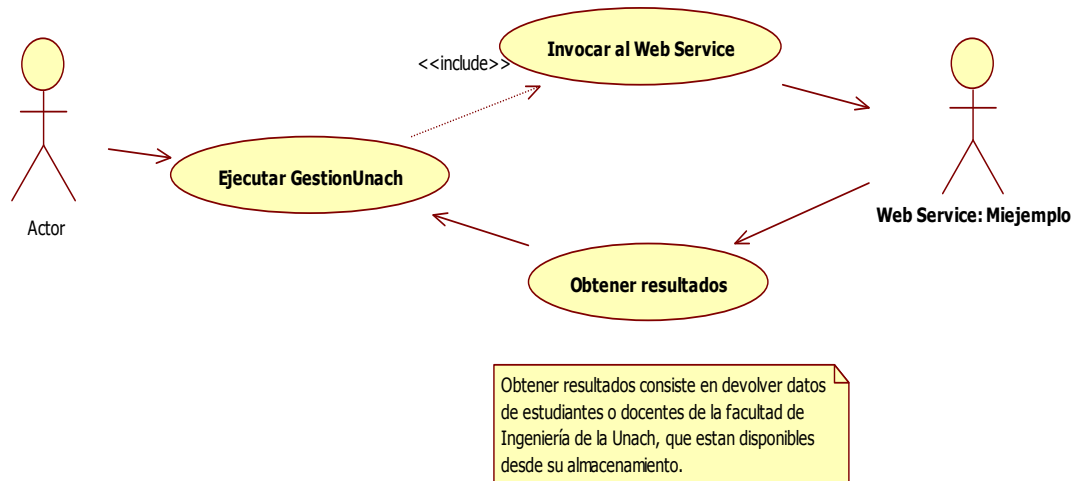 Invocar al Web Service
<<include>>
Ejecutar GestionUnach
Actor
Web Service: Miejemplo
Obtener resultados
Obtener resultados consiste en devolver datos
de estudiantes o docentes de la facultad de
Ingeniería de la Unach, que estan disponibles
desde su almacenamiento.